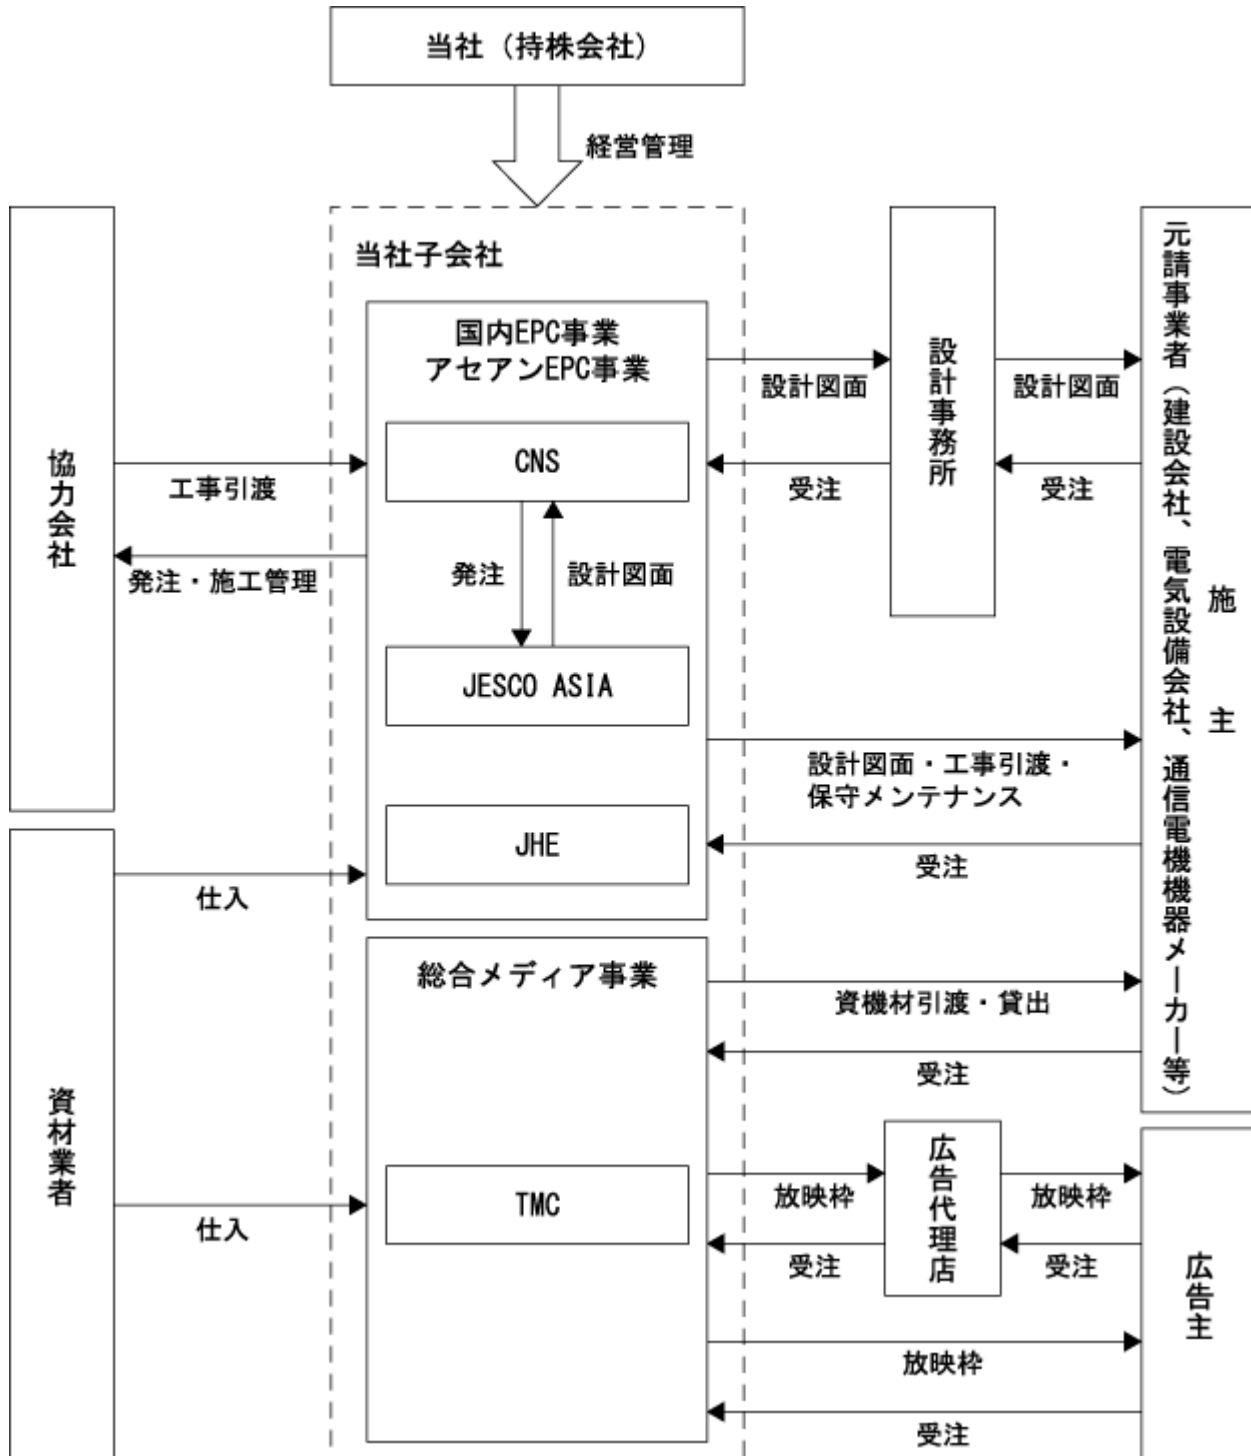 当社（持株会社）
経営管理
当社子会社
国内EPC事業
アセアンEPC事業
CNS
発注
設計図面
JESCO ASIA
JHE
協力会社
工事引渡
発注・施工管理
設計図面
受注
設計事務所
設計図面
受注
設計図面・工事引渡・
保守メンテナンス
受注
施主
元請事業者（建設会社、電気設備会社、通信電機機器メーカー等）
資材業者
仕入
総合メディア事業
資機材引渡・貸出
受注
TMC
仕入
放映枠
受注
広告代理店
放映枠
受注
放映枠
受注
広告主